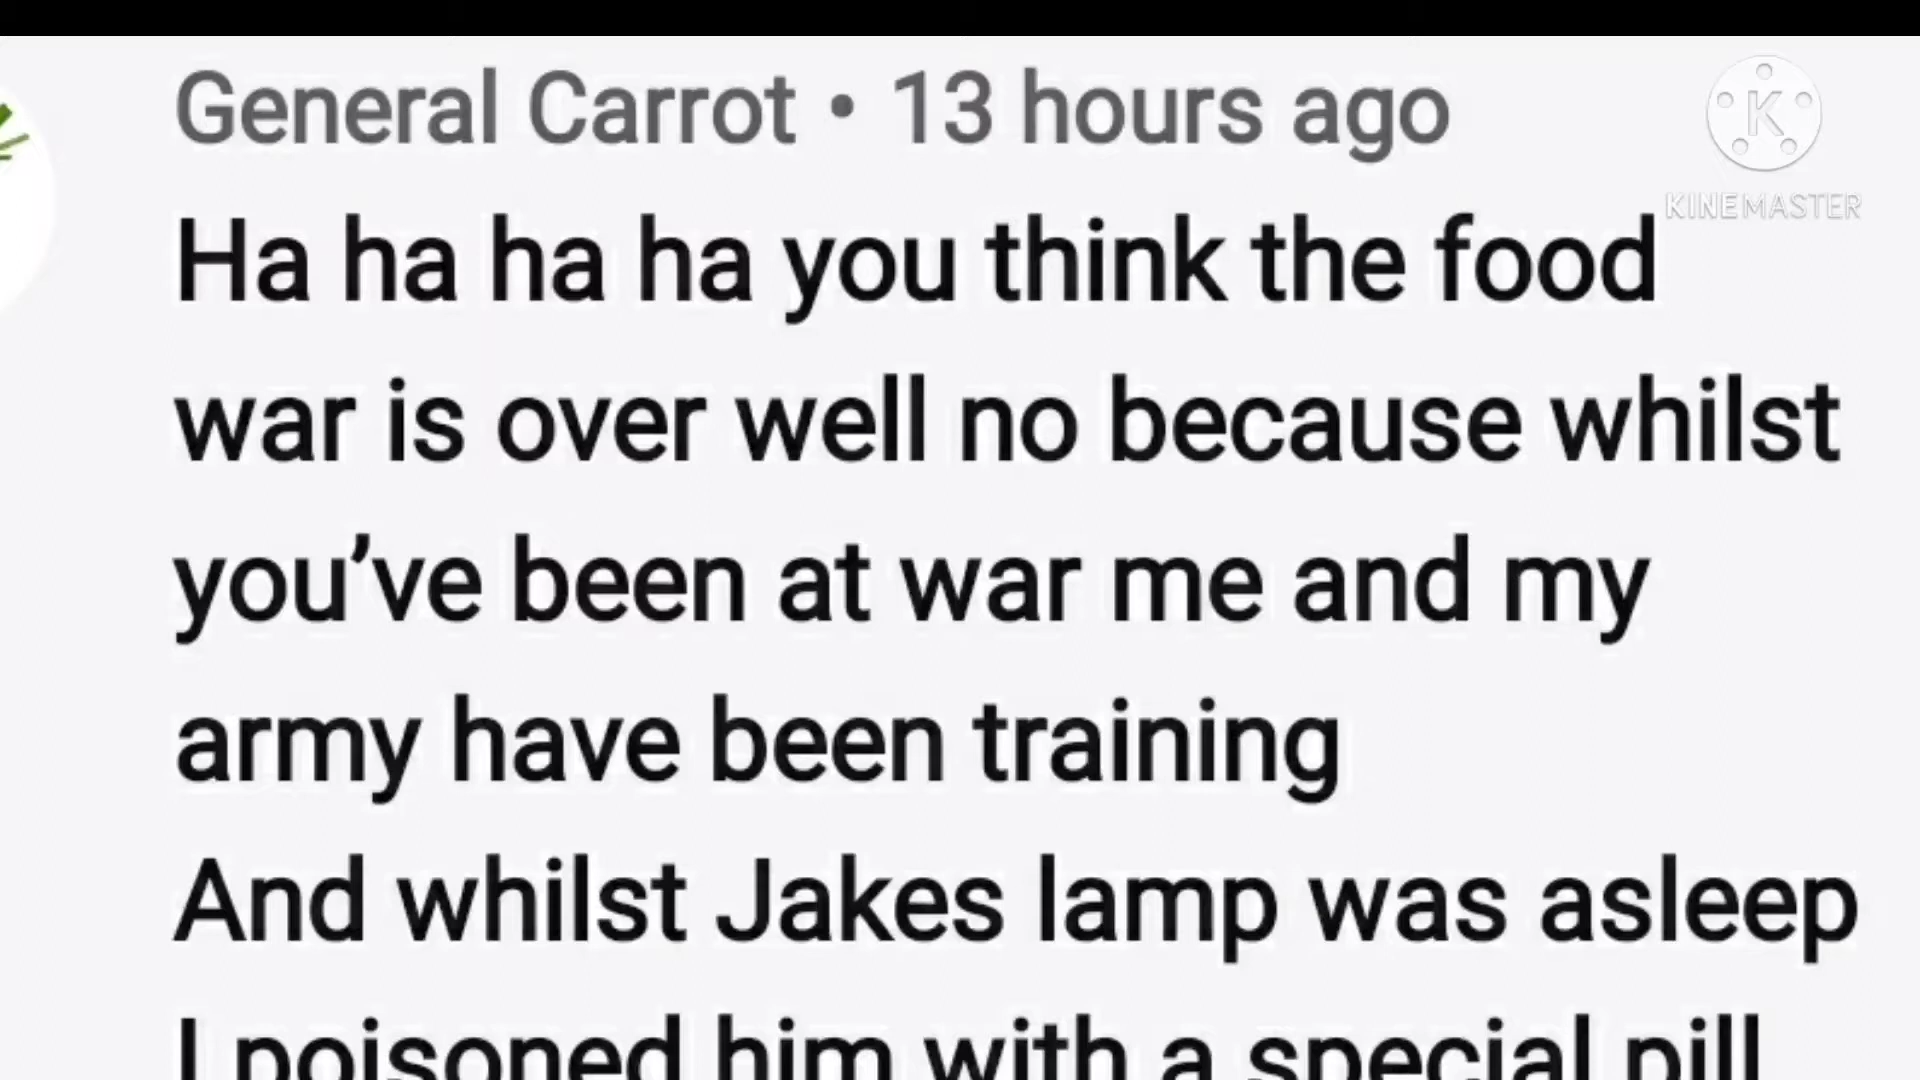 General Carrot • 13 hours ago
K
KINEMASTER
Ha ha ha ha you think the food
war is over well no because whilst
you’ve been at war me and my
army have been training
And whilst Jakes lamp was asleep
I poisoned him with a special pill